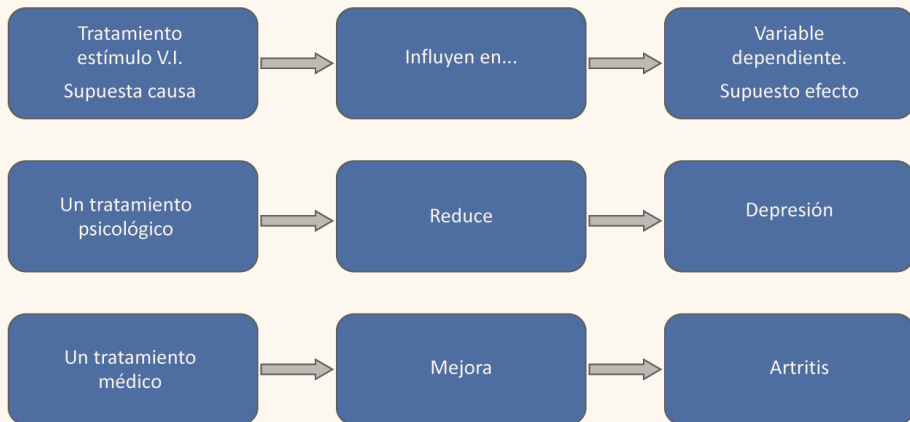 Tratamiento
estímulo V.I.
Supuesta causa
Influyen en...
Variable
dependiente.
Supuesto efecto
Un tratamiento
psicológico
Reduce
Depresión
Un tratamiento
médico
Mejora
Artritis